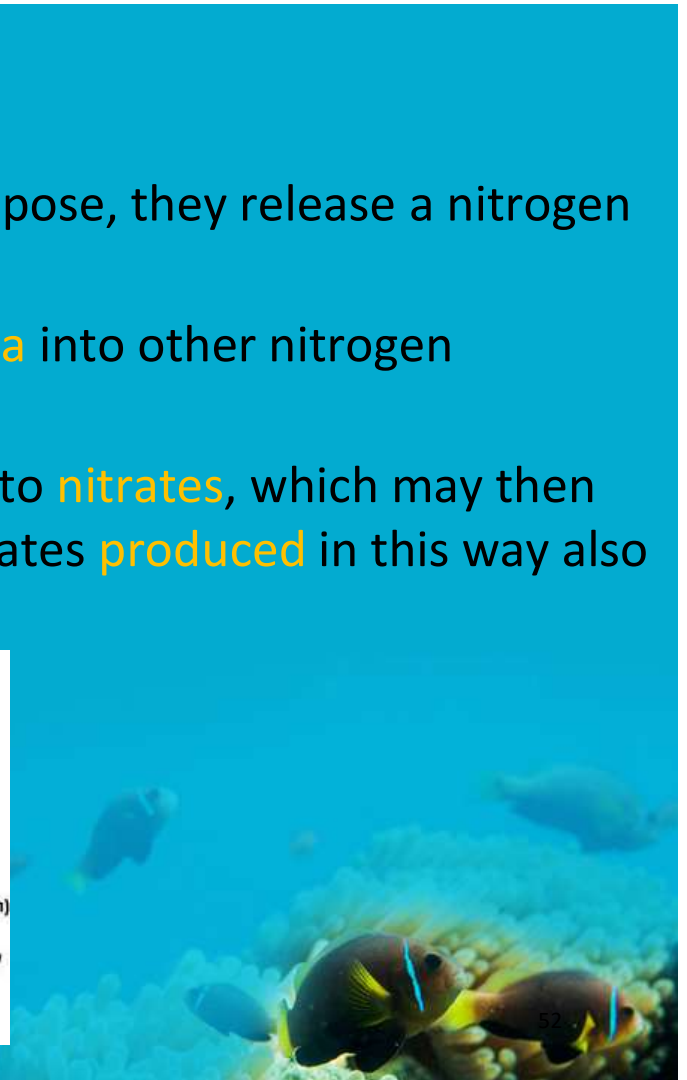 pose, they release a nitrogen
a into other nitrogen
to nitrates, which may then
ates produced in this way also
n)
52